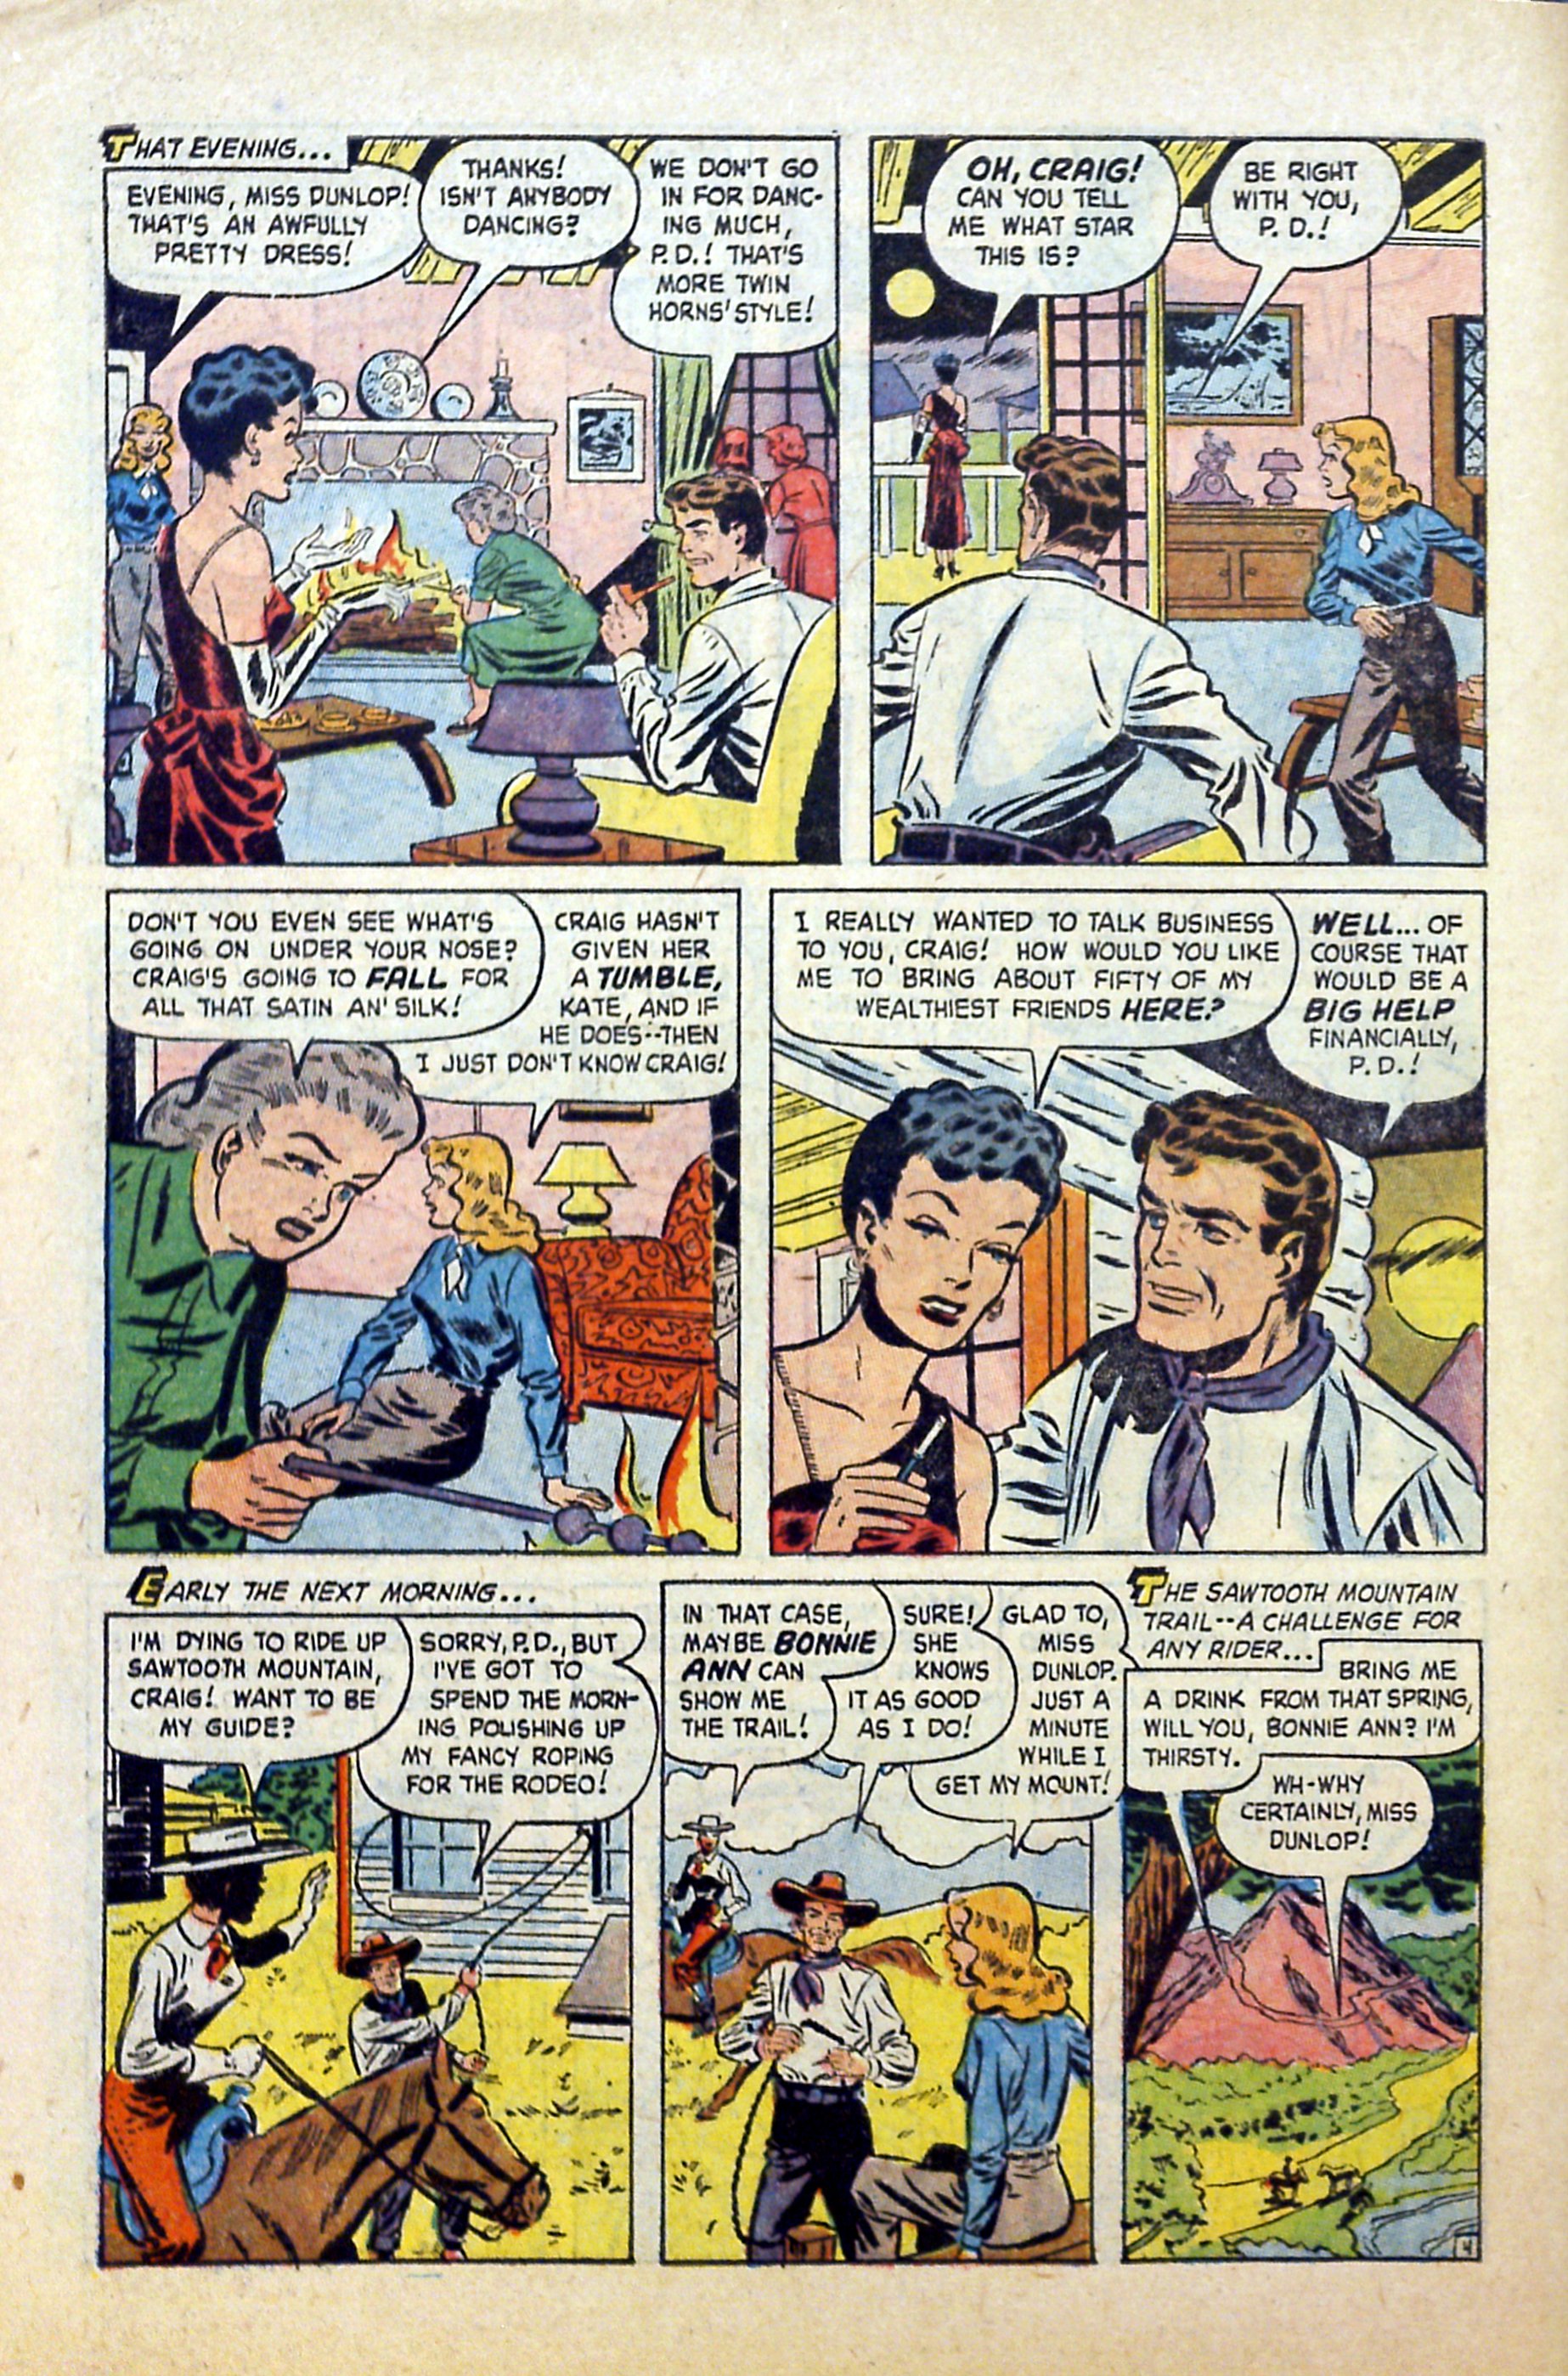 THAT EVENING...
EVENING, MISS DUNLOP!
THAT'S AN AWFULLY
PRETTY DRESS!
THANKS!
ISN'T ANYBODY
DANCING?
WE DON'T GO
IN FOR DANC-
ING MUCH,
P.D.! THAT'S
MORE TWIN
HORNS' STYLE!
OH, CRAIG!
CAN YOU TELL
ME WHAT STAR
THIS IS?
BE RIGHT
WITH YOU,
P. D.!
DON'T YOU EVEN SEE WHAT'S
GOING ON UNDER YOUR NOSE?
CRAIG'S GOING TO FALL FOR
ALL THAT SATIN AN' SILK!
CRAIG HASN'T
GIVEN HER
A TUMBLE,
KATE, AND IF
HE DOES--THEN
I JUST DON'T KNOW CRAIG!
I REALLY WANTED TO TALK BUSINESS
TO YOU, CRAIG! HOW WOULD YOU LIKE
ME TO BRING ABOUT FIFTY OF MY
WEALTHIEST FRIENDS HERE?
WELL... OF
COURSE THAT
WOULD BE A
BIG HELP
FINANCIALLY,
P. D.!
EARLY THE NEXT MORNING...
I'M DYING TO RIDE UP
SAWTOOTH MOUNTAIN,
CRAIG! WANT TO BE
MY GUIDE?
SORRY, P.D., BUT
I'VE GOT TO
SPEND THE MORN-
ING POLISHING UP
MY FANCY ROPING
FOR THE RODEO!
IN THAT CASE,
MAYBE BONNIE
ANN CAN
SHOW ME
THE TRAIL!
SURE!
SHE
KNOWS
IT AS GOOD
AS I DO!
GLAD TO,
MISS
DUNLOP.
JUST A
MINUTE
WHILE I
GET MY MOUNT!
THE SAWTOOTH MOUNTAIN
TRAIL--A CHALLENGE FOR
ANY RIDER...
BRING ME
A DRINK FROM THAT SPRING,
WILL YOU, BONNIE ANN? I'M
THIRSTY.
WH-WHY
CERTAINLY, MISS
DUNLOP!
4